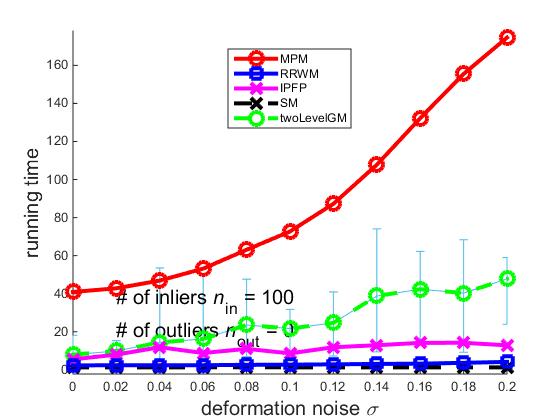 160
140
120
100
80
60
40
20
0
running time
MPM
RRWM
IPFP
SM
twoLevelGM
# of inliers n_in = 100
# of outliers n_out = 0
0 0.02 0.04 0.06 0.08 0.1 0.12 0.14 0.16 0.18 0.2
deformation noise σ